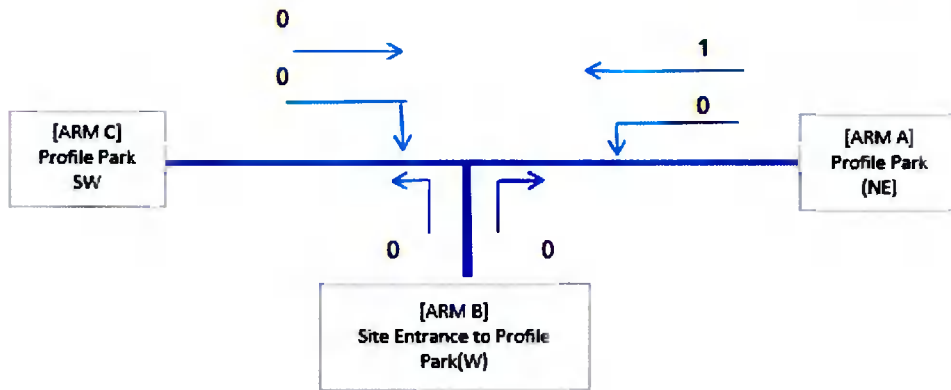 0
1
0
0
[ARM C]
Profile Park
SW
[ARM A]
Profile Park
(NE)
0
0
[ARM B]
Site Entrance to Profile
Park(W)